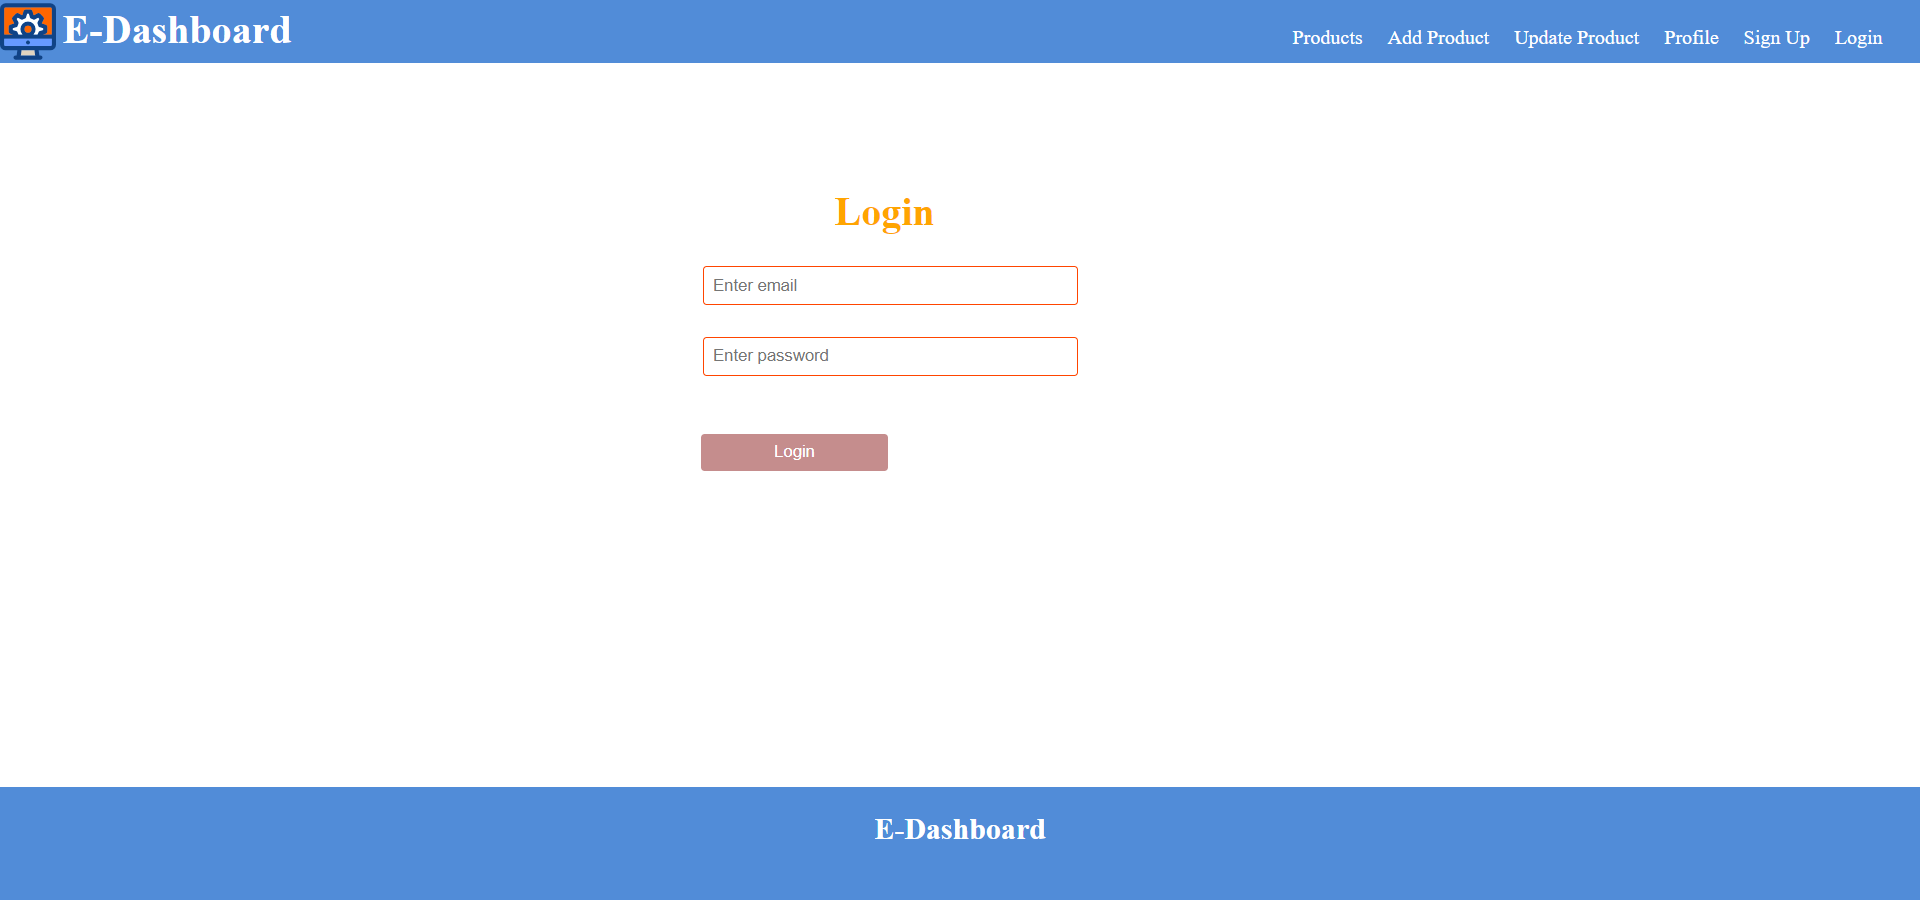 E-Dashboard
Products Add Product Update Product Profile Sign Up Login
Login
Enter email
Enter password
Login
E-Dashboard